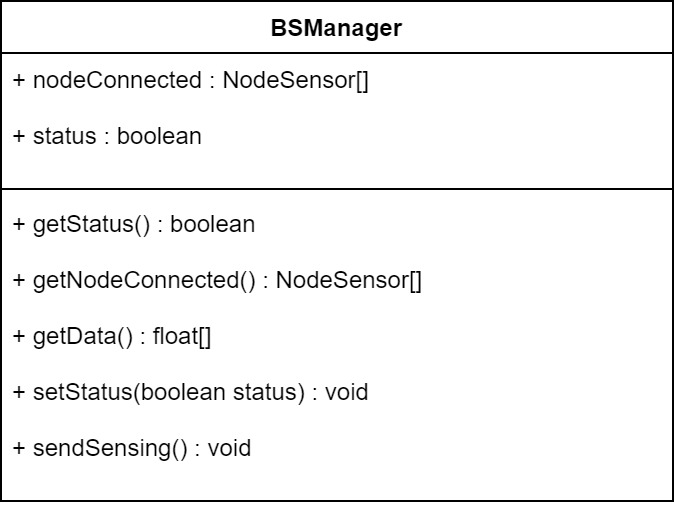 BSManager
+ nodeConnected : NodeSensor[]
+ status : boolean
+ getStatus() : boolean
+ getNodeConnected() : NodeSensor[]
+ getData() : float[]
+ setStatus(boolean status) : void
+ sendSensing() : void